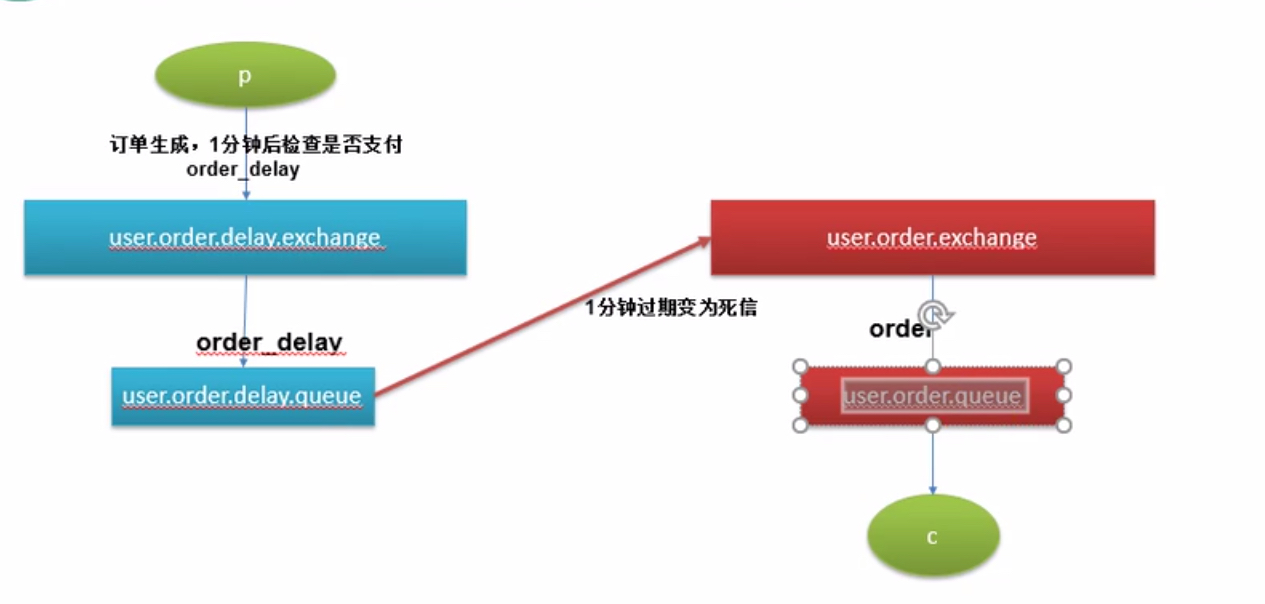 p
订单生成，1分钟后检查是否支付
order_delay
user.order.delay.exchange
user.order.exchange
1分钟过期变为死信
order
order_delay
user.order.delay.queue
user.order.queue
c